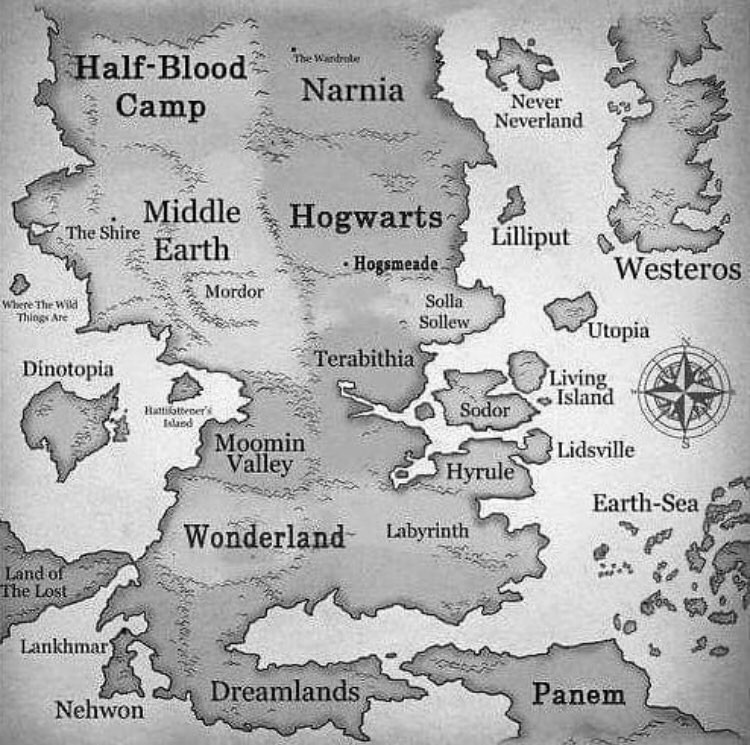 Half-Blood
Camp
The Wardrobe
Narnia
Never
Neverland
The Shire
Middle
Earth
Hogwarts
Lilliput
Hogsmeade
Westeros
Mordor
Where The Wild
Things Are
Solla
Sollew
Utopia
N
W
S
Dinotopia
Terabithia
Living
Island
Hattifattener's
Island
Sodor
Moomin
Valley
Lidsville
Hyrule
Earth-Sea
Wonderland
Labyrinth
Land of
The Lost
Lankhmar
Nehwon
Dreamlands
Panem